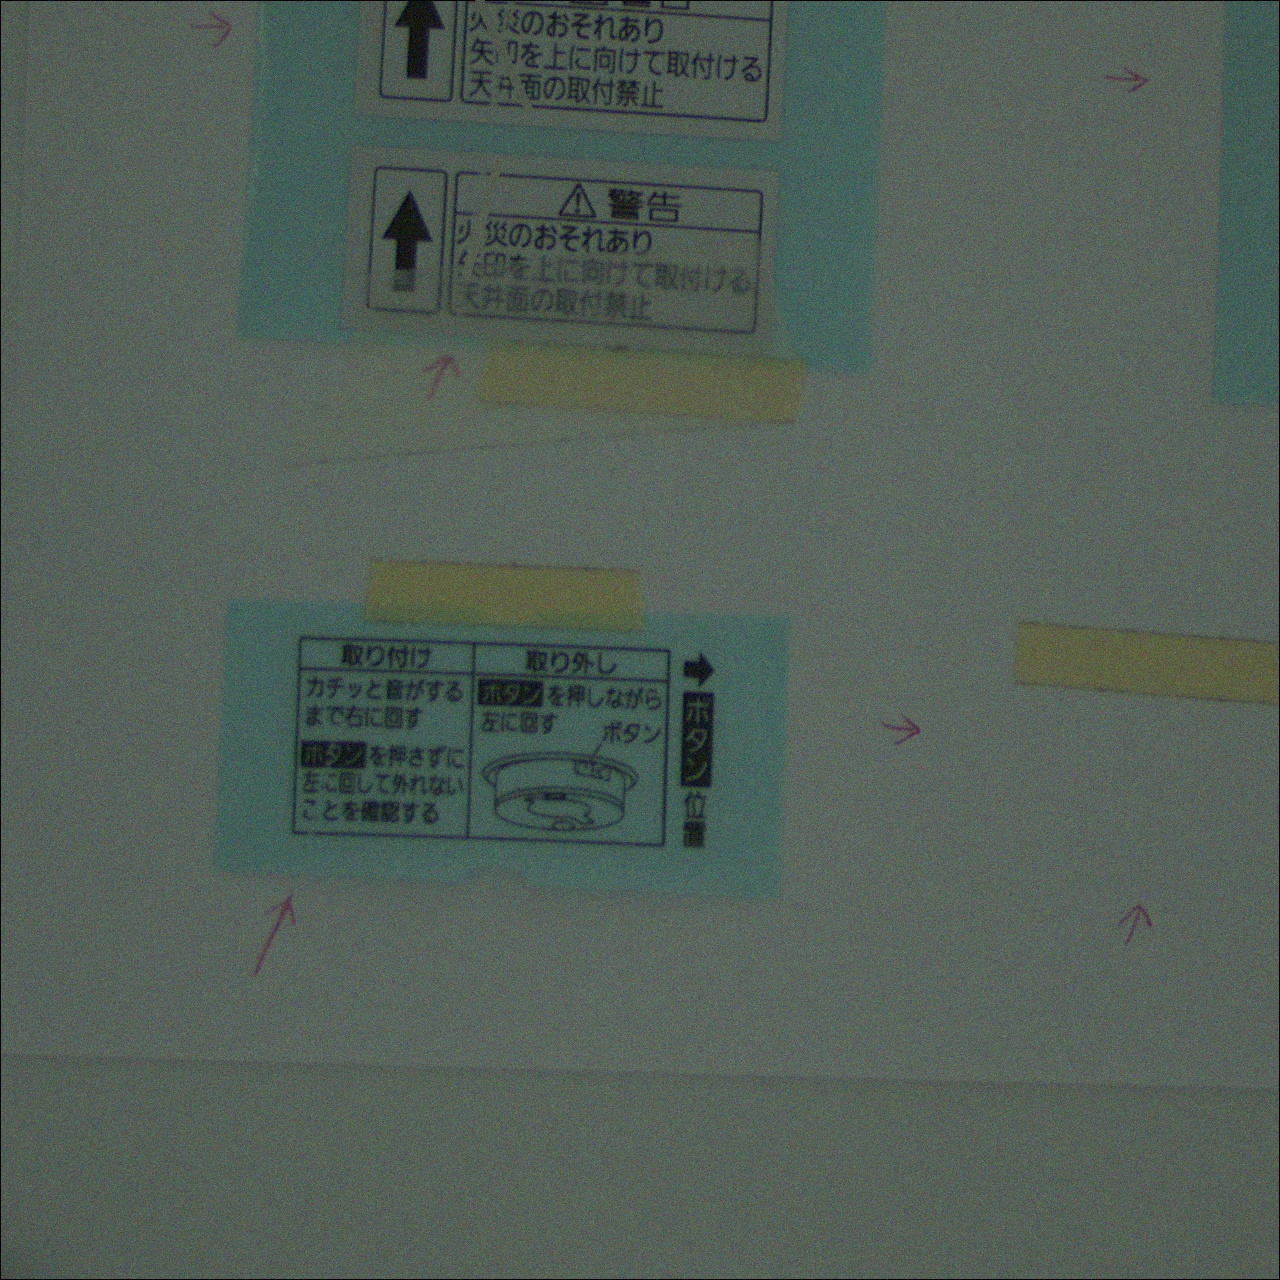 災のおそれあり
矢印を上に向けて取付ける
天井面の取付禁止
警告
災のおそれあり
印を上に向けて取付ける
天井面の取付禁止
取り付け
カチッと音がする
まで右に回す
ボタンを押さずに
左に回して外れない
ことを確認する
取り外し
ボタンを押しながら
左に回す
ボタン
ボタン位置